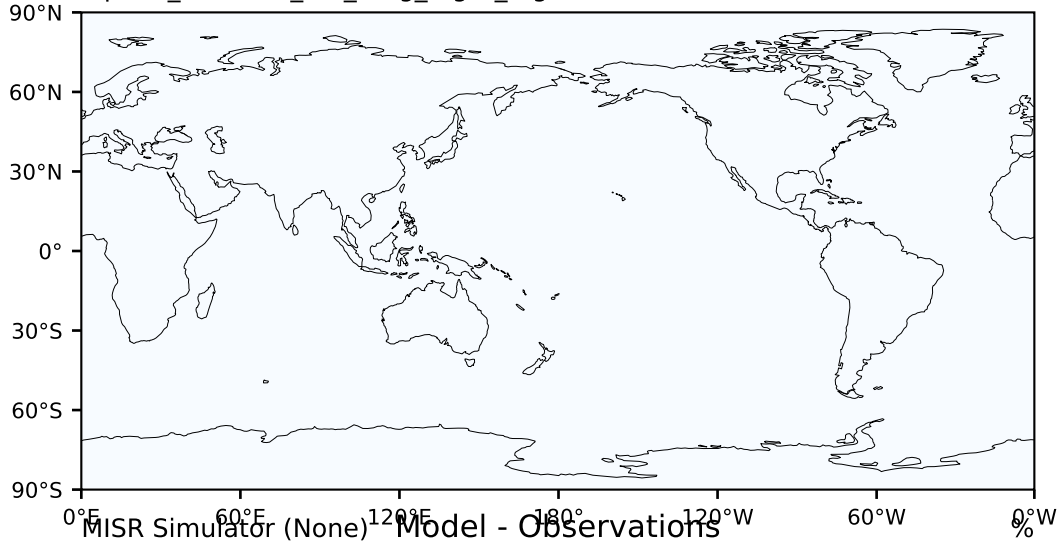 90°N
60°N
30°N
0°
30°S
60°S
90°S
0°E 60°E 120°E 180° 120°W 60°W 0°W
MISR Simulator (None) Model - Observations %